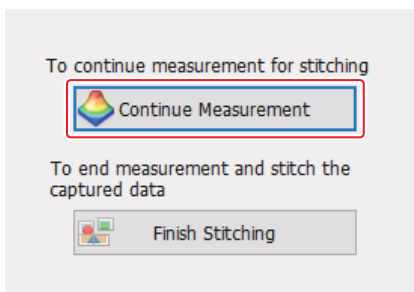 To continue measurement for stitching
Continue Measurement
To end measurement and stitch the
captured data
Finish Stitching